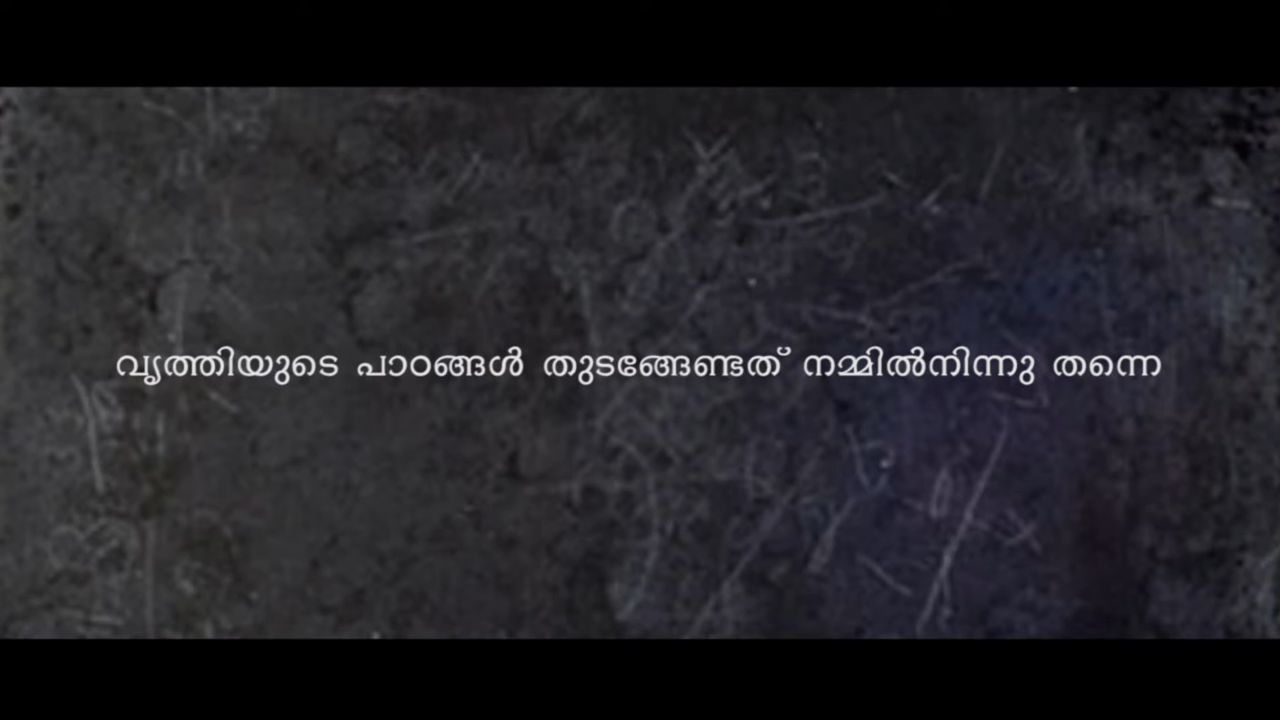 വൃത്തിയുടെ പാഠങ്ങൾ തുടങ്ങേണ്ടത് നമ്മിൽനിന്നു തന്നെ